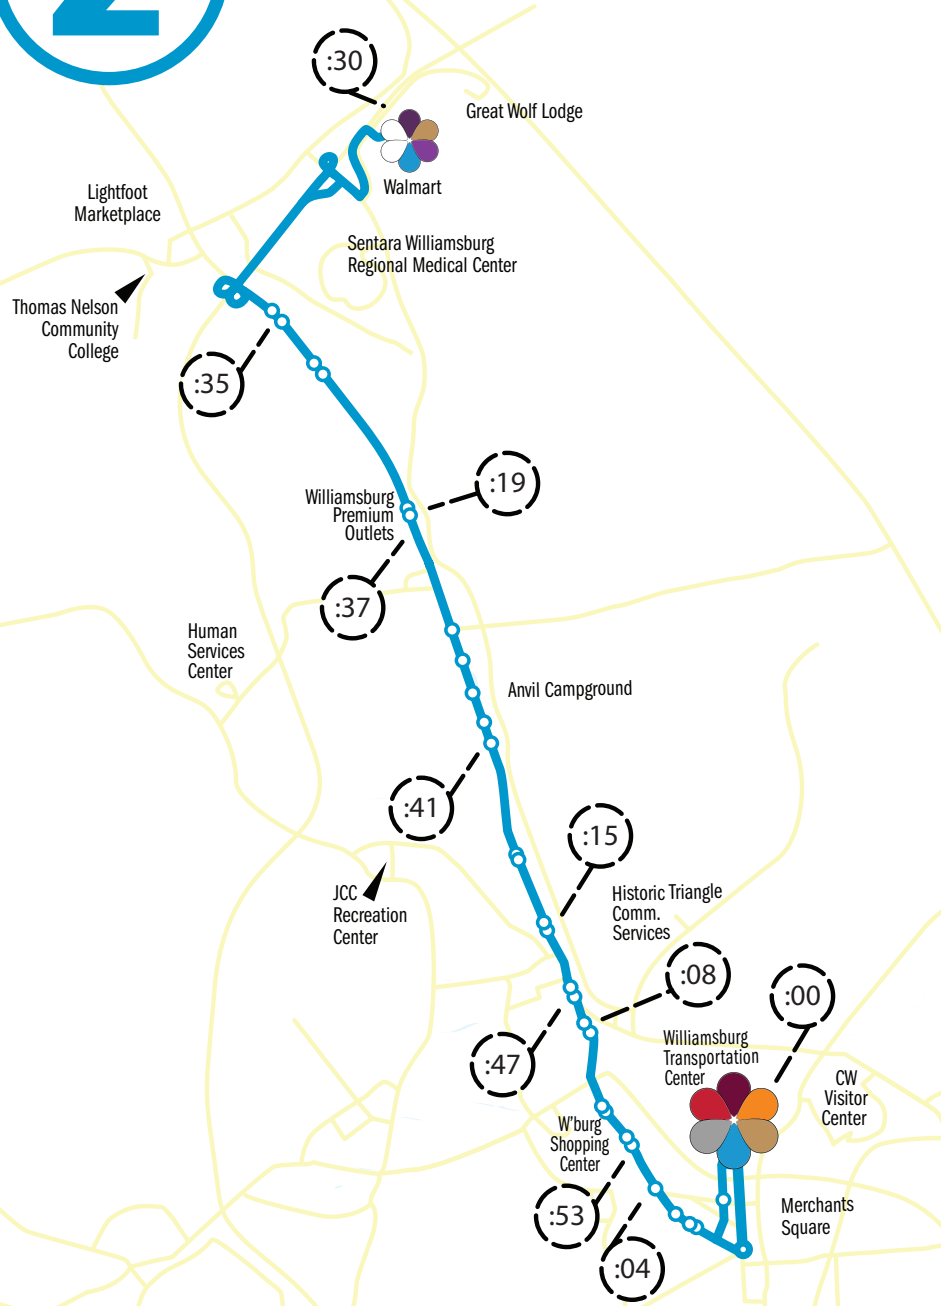 2
:30
Great Wolf Lodge
Walmart
Lightfoot
Marketplace
Sentara Williamsburg
Regional Medical Center
Thomas Nelson
Community
College
:35
:19
Williamsburg
Premium
Outlets
:37
Human
Services
Center
Anvil Campground
:41
:15
JCC
Recreation
Center
Historic Triangle
Comm.
Services
:08
:00
Williamsburg
Transportation
Center
:47
CW
Visitor
Center
W'burg
Shopping
Center
:53
Merchants
Square
:04